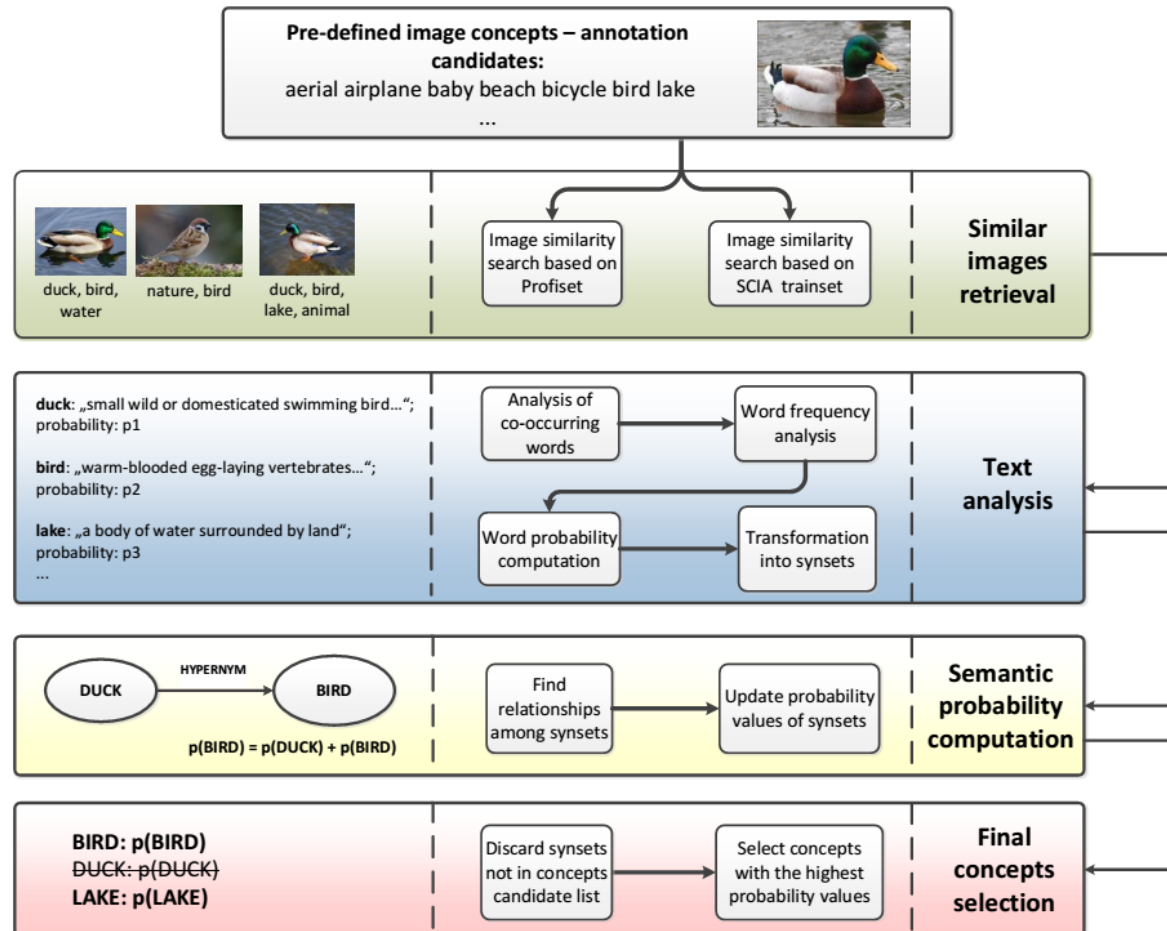 Pre-defined image concepts – annotation
candidates:
aerial airplane baby beach bicycle bird lake
...
duck, bird,
water
nature, bird
duck, bird,
lake, animal
Image similarity
search based on
Profiset
Image similarity
search based on
SCIA trainset
Similar
images
retrieval
duck: „small wild or domesticated swimming bird...“;
probability: p1
bird: „warm-blooded egg-laying vertebrates...“;
probability: p2
lake: „a body of water surrounded by land“;
probability: p3
...
Analysis of
co-occurring
words
Word frequency
analysis
Word probability
computation
Transformation
into synsets
Text
analysis
DUCK
HYPERNYM
BIRD
p(BIRD) = p(DUCK) + p(BIRD)
Find
relationships
among synsets
Update probability
values of synsets
Semantic
probability
computation
BIRD: p(BIRD)
DUCK: p(DUCK)
LAKE: p(LAKE)
Discard synsets
not in concepts
candidate list
Select concepts
with the highest
probability values
Final
concepts
selection